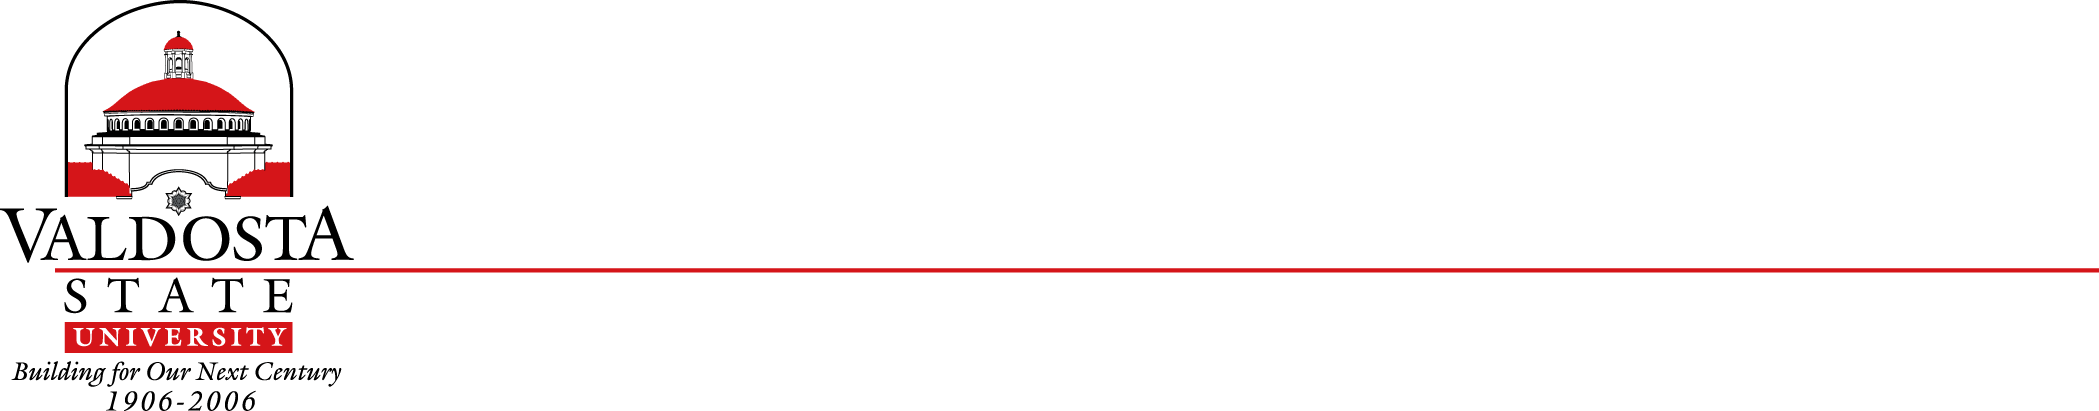 VALDOSTA
STATE
UNIVERSITY
Building for Our Next Century
1906-2006